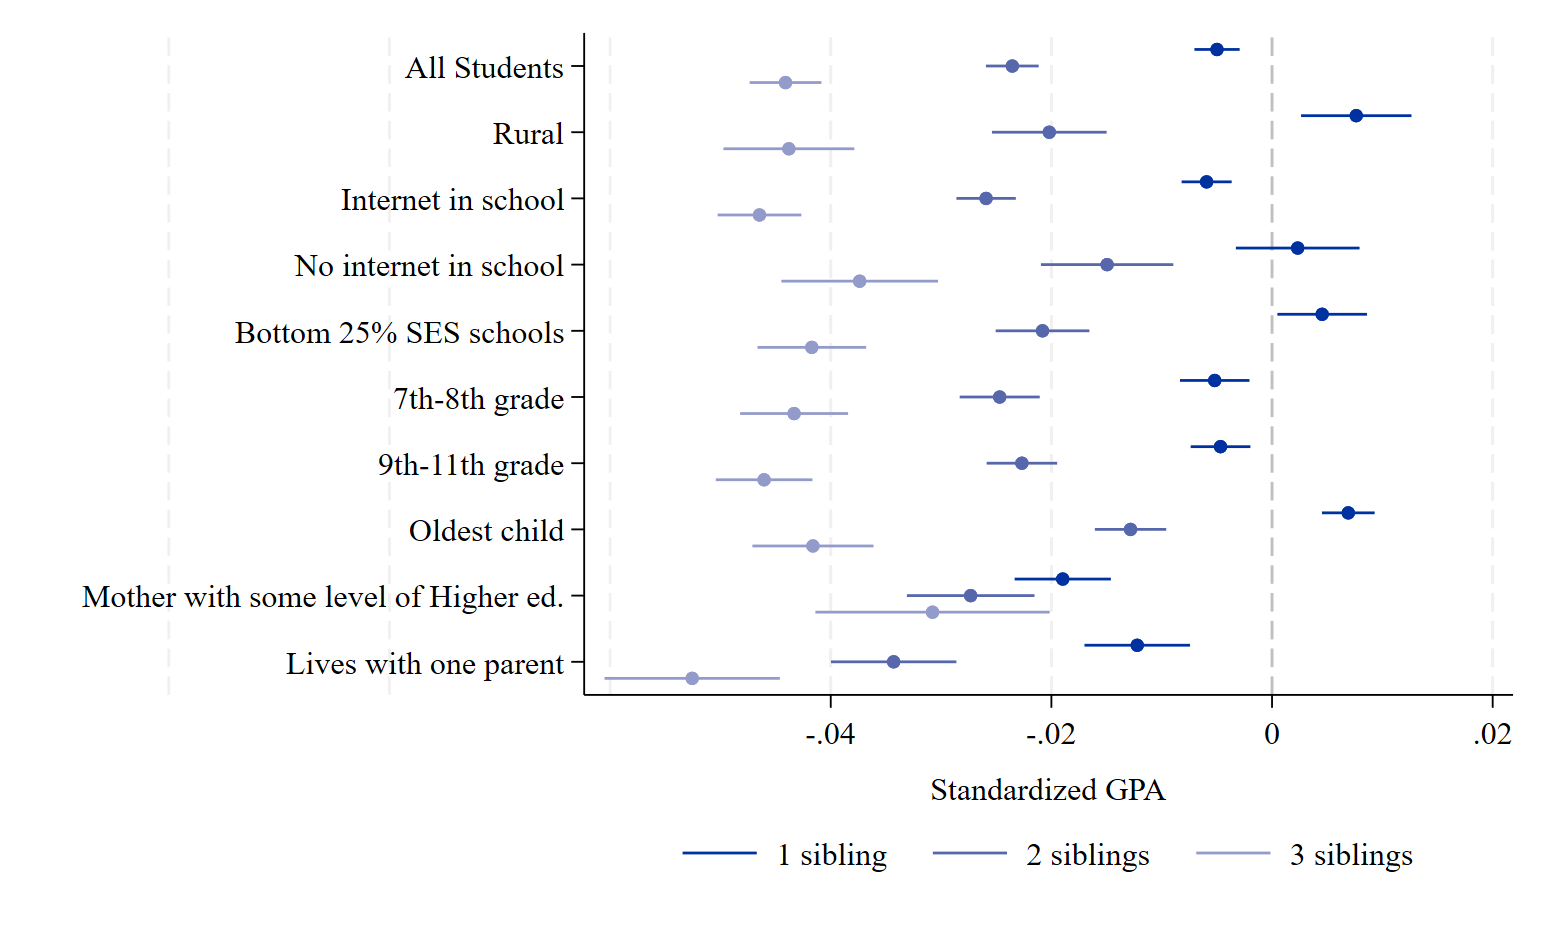 All Students
Rural
Internet in school
No internet in school
Bottom 25% SES schools
7th-8th grade
9th-11th grade
Oldest child
Mother with some level of Higher ed.
Lives with one parent
-.04 -.02 0 .02
Standardized GPA
1 sibling 2 siblings 3 siblings